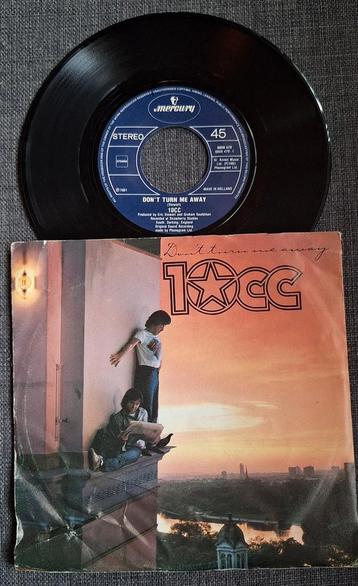 mercury
STEREO
45
℗ 1981
MADE IN HOLLAND
DON'T TURN ME AWAY
(Stewart)
10CC
Produced by Eric Stewart and Graham Gouldman
Recorded at Strawberry Studios
South, Dorking, England
Original Sound Recording
made by Phonogram Ltd.
Don't turn me away
10CC